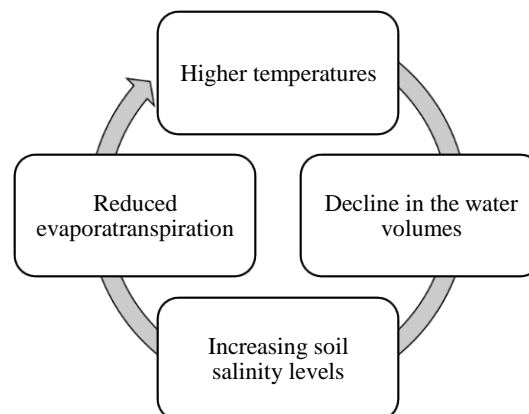 Higher temperatures
Decline in the water
volumes
Increasing soil
salinity levels
Reduced
evaporatranspiration